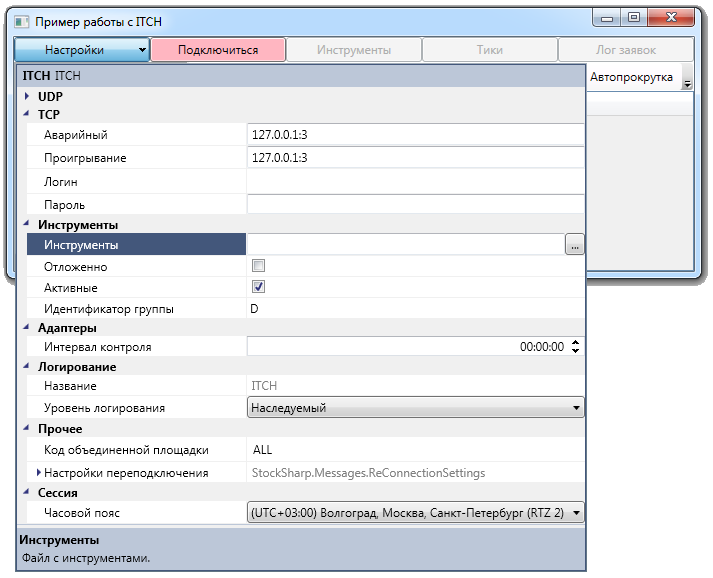 Пример работы с ITCH
Настройки Подключиться Инструменты Тики Лог заявок
Автопрокрутка
ITCH ITCH
UDP
TCP
Аварийный 127.0.0.1:3
Проигрывание 127.0.0.1:3
Логин
Пароль
Инструменты
Инструменты ...
Отложенно
Активные
Идентификатор группы D
Адаптеры
Интервал контроля 00:00:00
Логирование
Название ITCH
Уровень логирования Наследуемый
Прочее
Код объединенной площадки ALL
Настройки переподключения StockSharp.Messages.ReConnectionSettings
Сессия
Часовой пояс (UTC+03:00) Волгоград, Москва, Санкт-Петербург (RTZ 2)
Инструменты
Файл с инструментами.